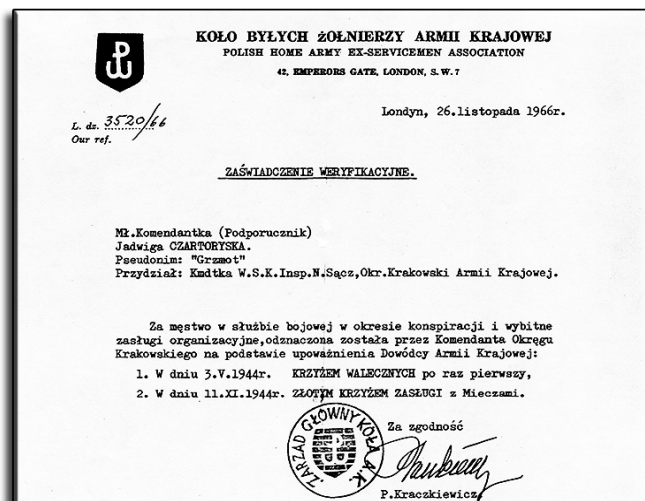 KOŁO BYŁYCH ŻOŁNIERZY ARMII KRAJOWEJ
POLISH HOME ARMY EX-SERVICEMEN ASSOCIATION
42, EMPERORS GATE, LONDON, S.W.7
Londyn, 26.listopada 1966r.
L. dz. 3520/66
Our ref.
ZAŚWIADCZENIE WERYFIKACYJNE.
Mł.Komendantka (Podporucznik)
Jadwiga CZARTORYSKA.
Pseudonim: "Grzmot"
Przydział: Kmdtka W.S.K.Insp.N.Sącz,Okr.Krakowski Armii Krajowej.
Za męstwo w służbie bojowej w okresie konspiracji i wybitne
zasługi organizacyjne,odznaczona została przez Komendanta Okręgu
Krakowskiego na podstawie upoważnienia Dowódcy Armii Krajowej:
1. W dniu 3.V.1944r. KRZYŻEM WALECZNYCH po raz pierwszy,
2. W dniu 11.XI.1944r. ZŁOTYM KRZYŻEM ZASŁUGI z Mieczami.
ZARZĄD GŁÓWNY KOŁA A.K.
Za zgodność
P.Kraczkiewicz,